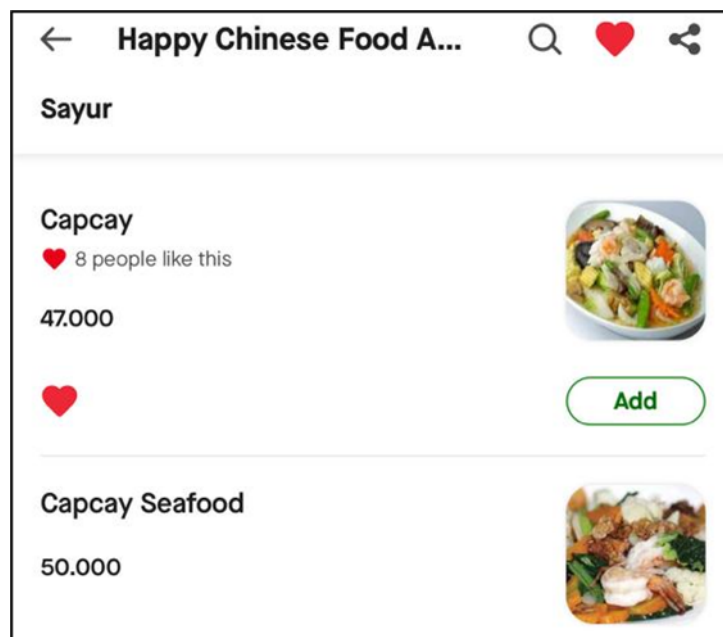 Happy Chinese Food A...
Sayur
Capcay
8 people like this
47.000
Add
Capcay Seafood
50.000